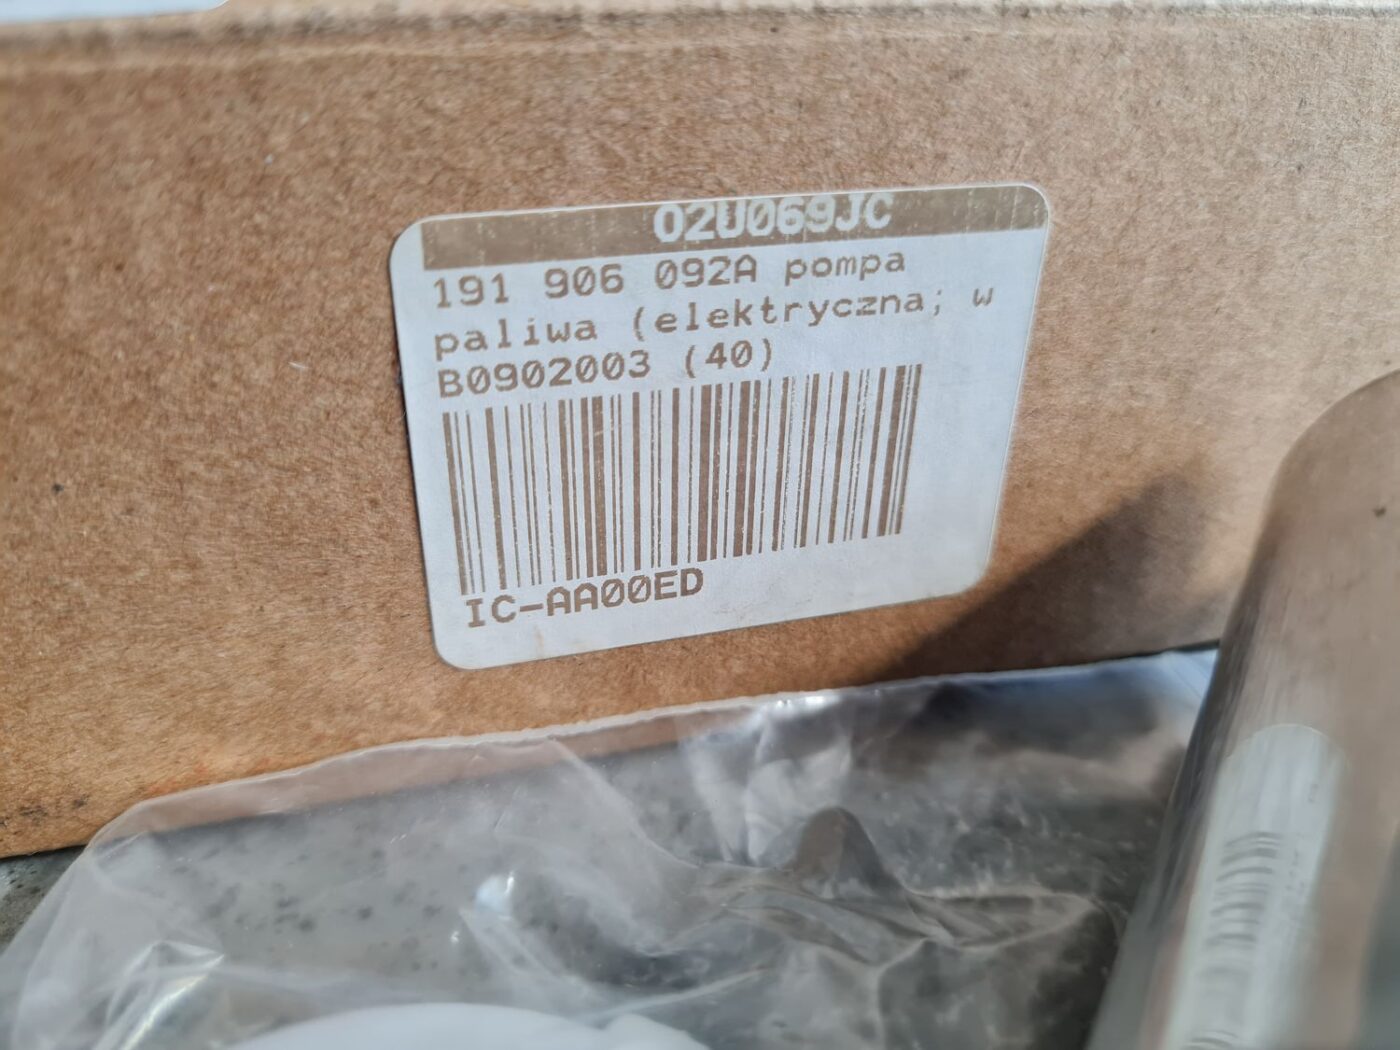 02U069JC
191 906 092A pompa
paliwa (elektryczna; w
B0902003 (40)
IC-AA00ED